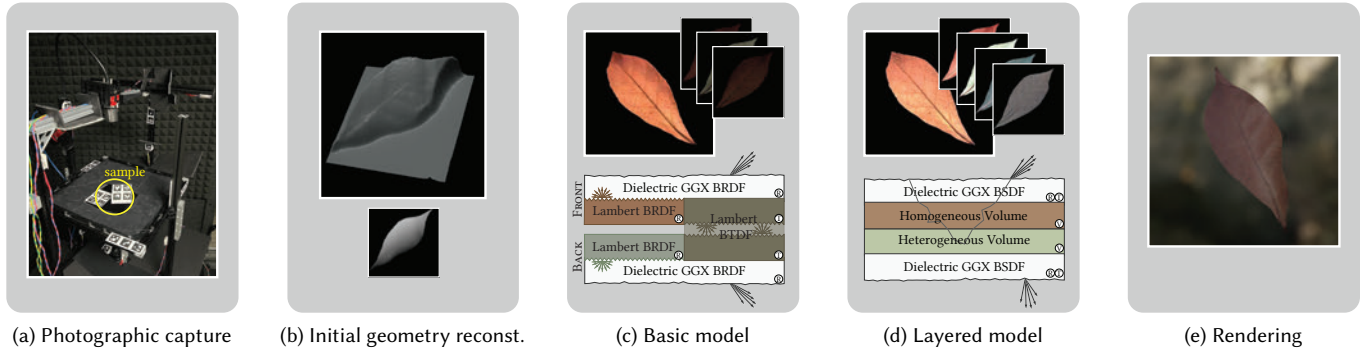 sample
FRONT
Dielectric GGX BRDF
R
Lambert BRDF
R
Lambert
BTDF
T
BACK
Lambert BRDF
R
T
Dielectric GGX BRDF
R
Dielectric GGX BSDF
R T
Homogeneous Volume
V
Heterogeneous Volume
V
Dielectric GGX BSDF
R T
(a) Photographic capture
(b) Initial geometry reconst.
(c) Basic model
(d) Layered model
(e) Rendering